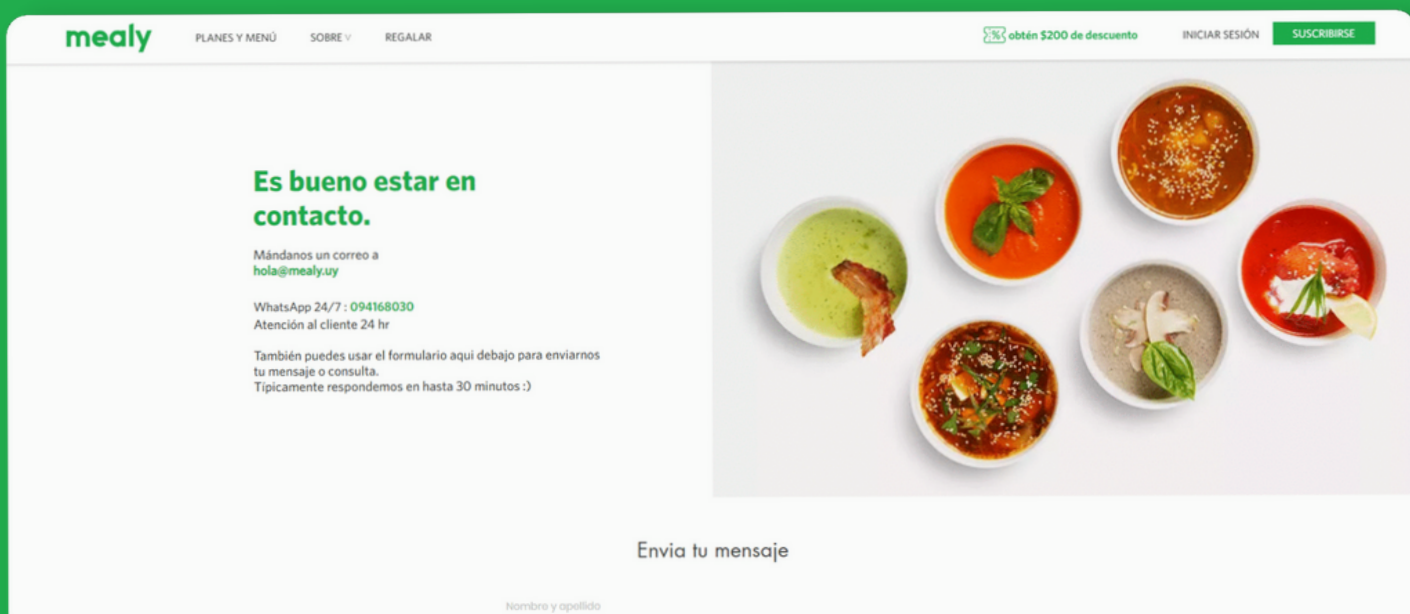 mealy
PLANES Y MENÚ
SOBRE
REGALAR
% obtén $200 de descuento
INICIAR SESIÓN
SUSCRIBIRSE
Es bueno estar en
contacto.
Mándanos un correo a
hola@mealy.uy
WhatsApp 24/7 : 094168030
Atención al cliente 24 hr
También puedes usar el formulario aqui debajo para enviarnos
tu mensaje o consulta.
Típicamente respondemos en hasta 30 minutos :)
Envia tu mensaje
Nombre y apellido